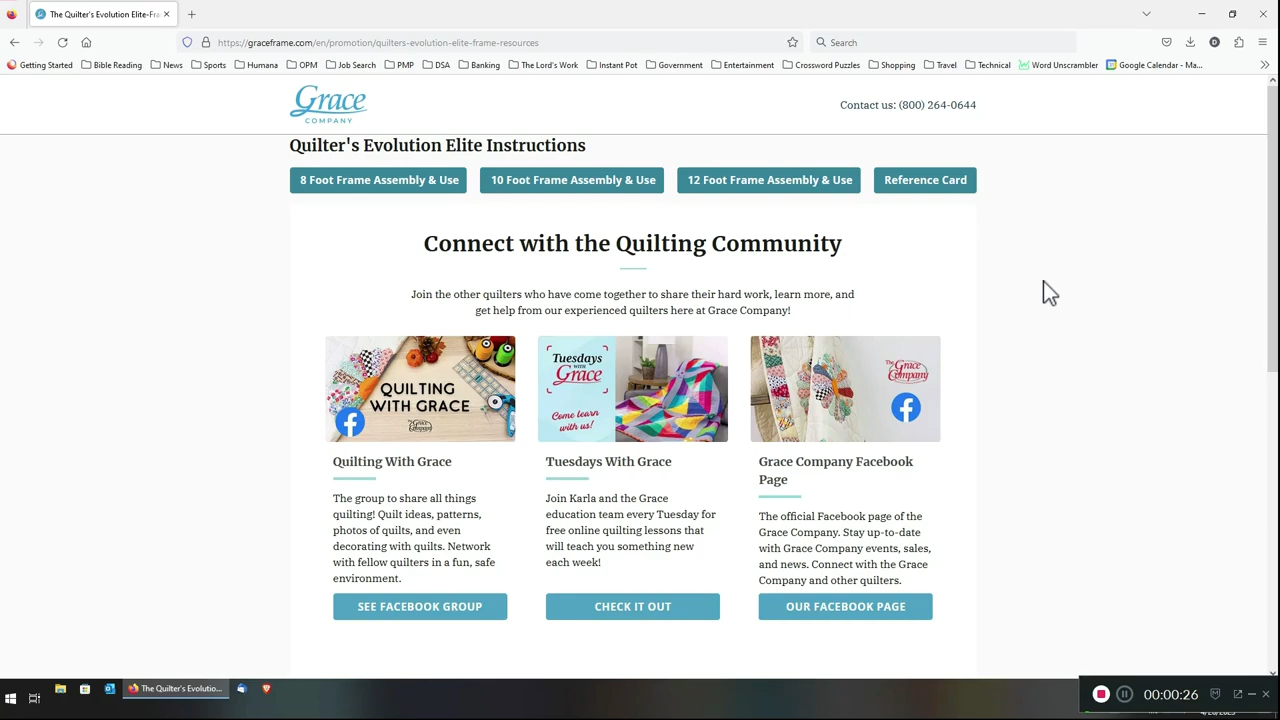 The Quilter's Evolution Elite-Fra
https://graceframe.com/en/promotion/quilters-evolution-elite-frame-resources
Search
Getting Started Bible Reading News Sports Humana OPM Job Search PMP DSA Banking The Lord's Work Instant Pot Government Entertainment Crossword Puzzles Shopping Travel Technical Word Unscrambler Google Calendar - Ma...
Grace
COMPANY
Contact us: (800) 264-0644
Quilter's Evolution Elite Instructions
8 Foot Frame Assembly & Use 10 Foot Frame Assembly & Use 12 Foot Frame Assembly & Use Reference Card
Connect with the Quilting Community
Join the other quilters who have come together to share their hard work, learn more, and
get help from our experienced quilters here at Grace Company!
QUILTING
WITH GRACE
The Grace
Company
Tuesdays
WITH
Grace
Come learn
with us!
The Grace
Company
Quilting With Grace
The group to share all things
quilting! Quilt ideas, patterns,
photos of quilts, and even
decorating with quilts. Network
with fellow quilters in a fun, safe
environment.
SEE FACEBOOK GROUP
Tuesdays With Grace
Join Karla and the Grace
education team every Tuesday for
free online quilting lessons that
will teach you something new
each week!
CHECK IT OUT
Grace Company Facebook
Page
The official Facebook page of the
Grace Company. Stay up-to-date
with Grace Company events, sales,
and news. Connect with the Grace
Company and other quilters.
OUR FACEBOOK PAGE
The Quilter's Evolutio...
00:00:26